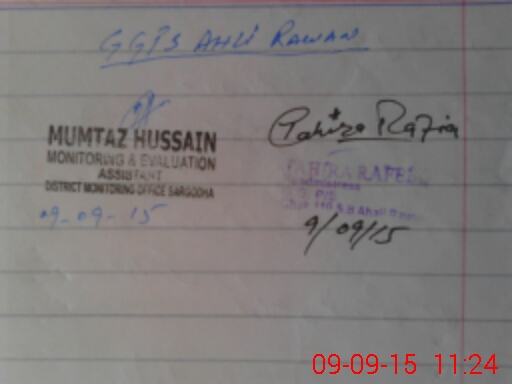 GGPS AHLI RAWAN
MUMTAZ HUSSAIN
MONITORING & EVALUATION
ASSISTANT
DISTRICT MONITORING OFFICE SARGODHA
09-09-15
Tahira Rafia
TAHIRA
9/09/15
09-09-15 11:24